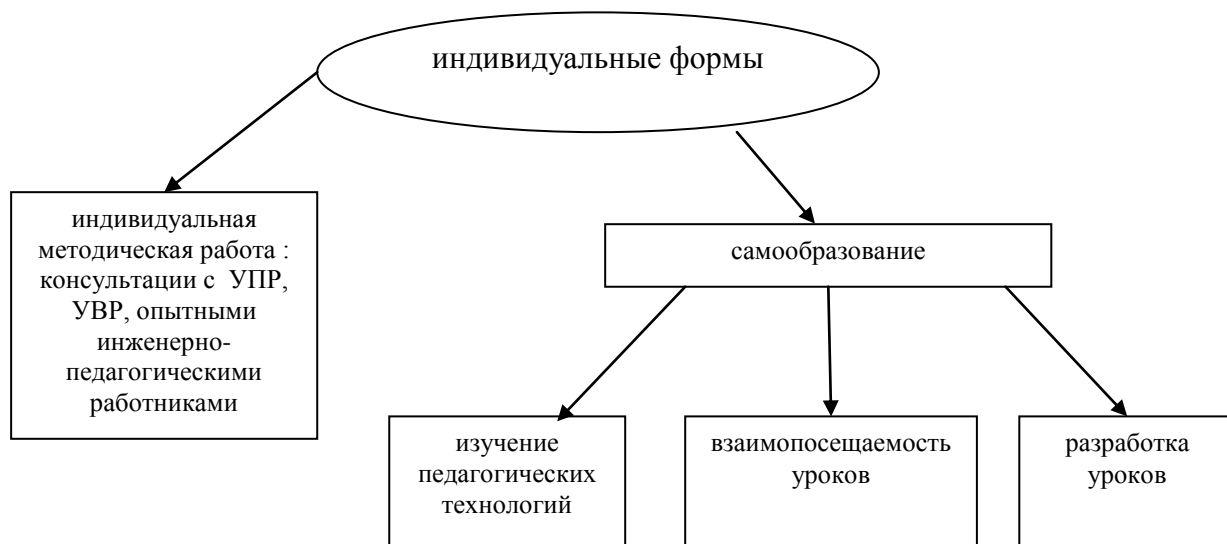 индивидуальные формы
индивидуальная
методическая работа :
консультации с УПР,
УВР, опытными
инженерно-
педагогическими
работниками
самообразование
изучение
педагогических
технологий
взаимопосещаемость
уроков
разработка
уроков